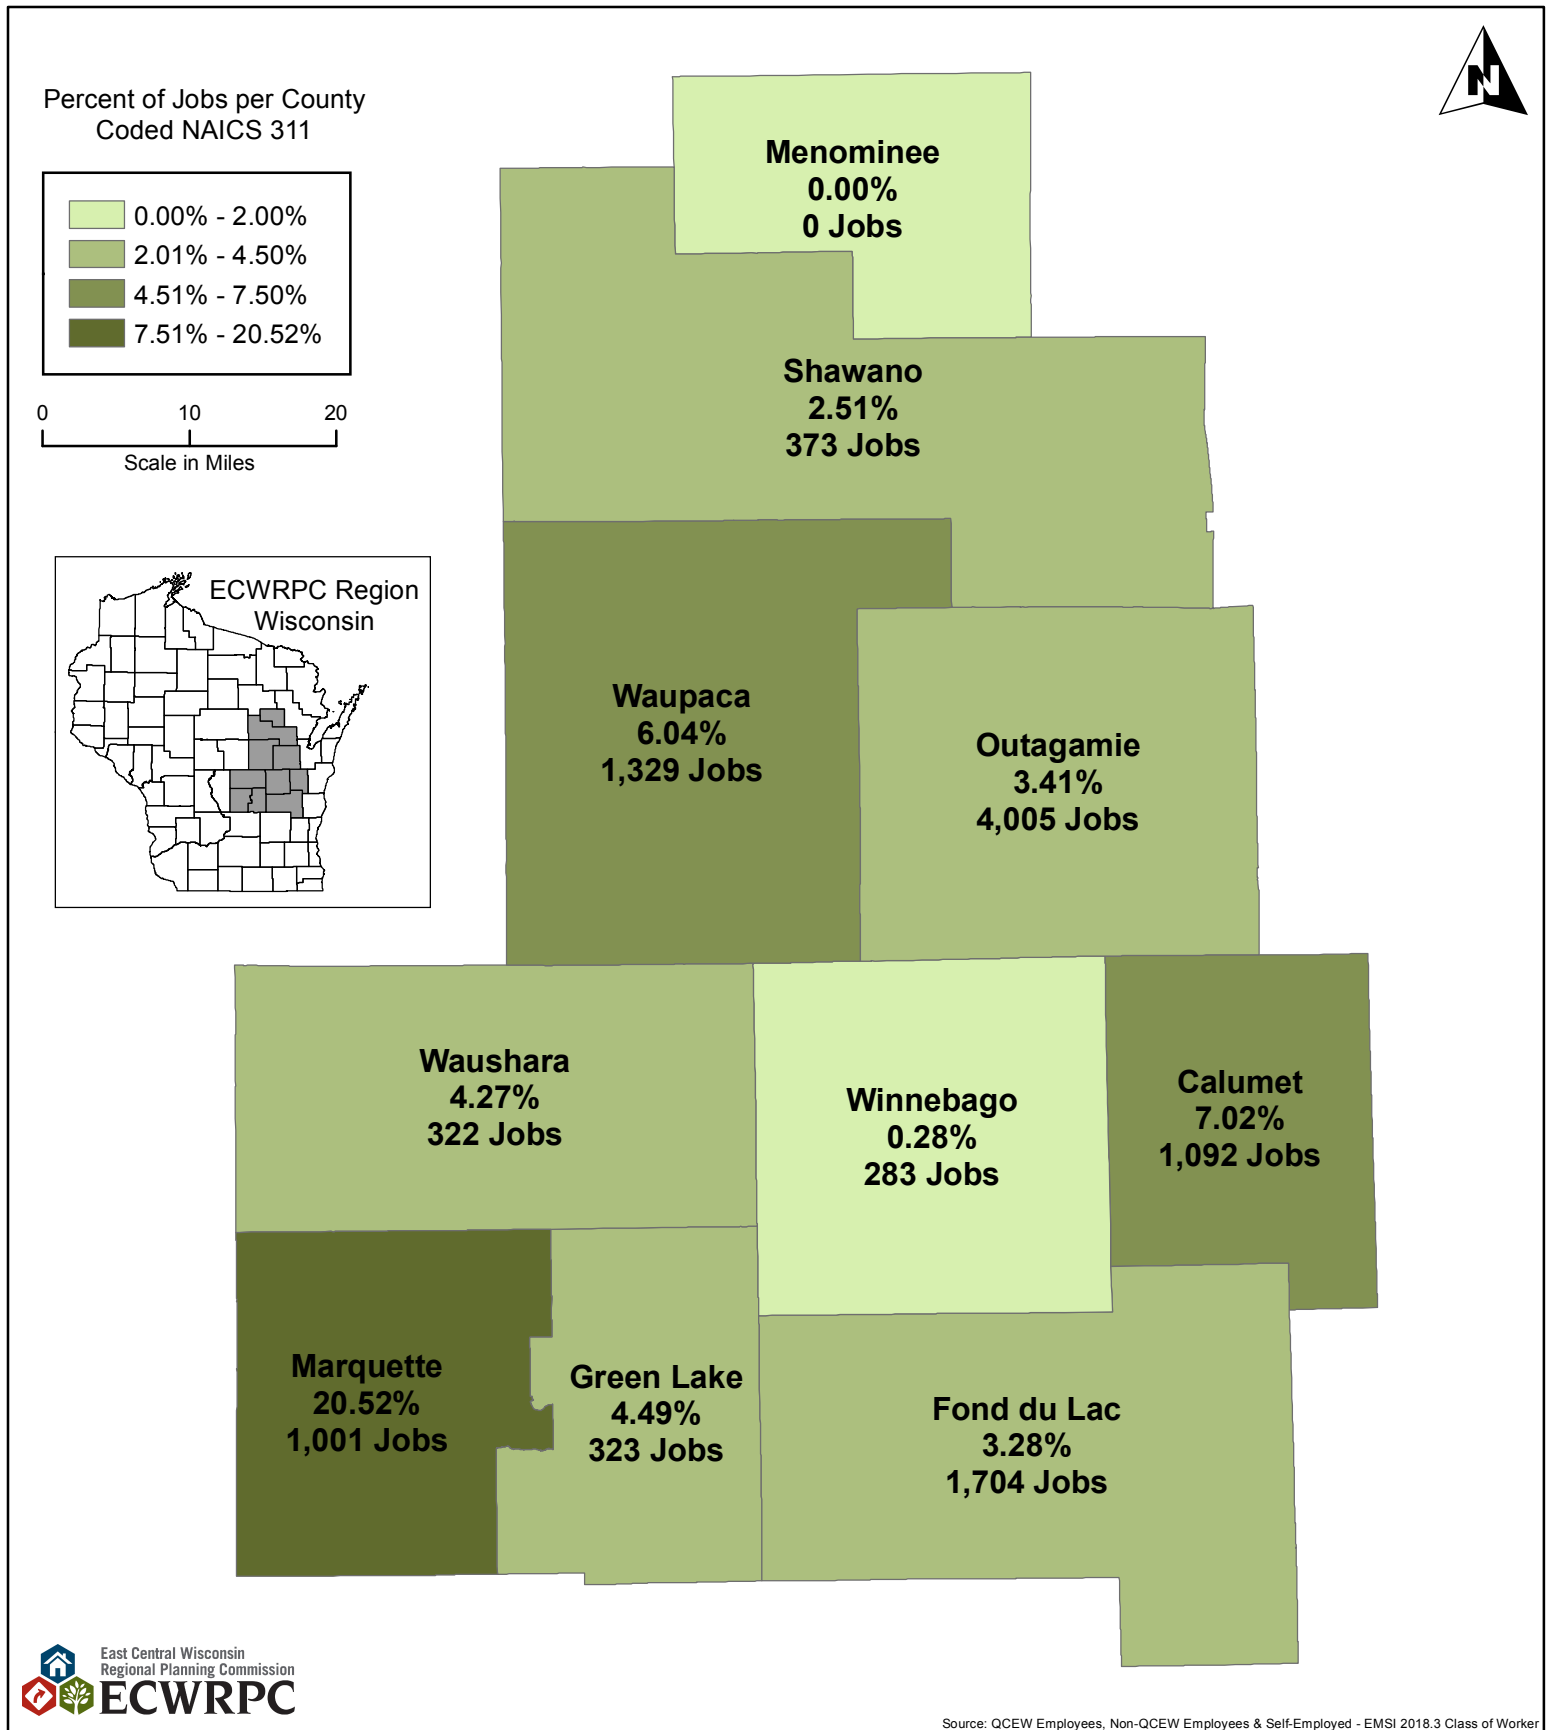 Percent of Jobs per County
Coded NAICS 311
0.00% - 2.00%
2.01% - 4.50%
4.51% - 7.50%
7.51% - 20.52%
0 10 20
Scale in Miles
ECWRPC Region
Wisconsin
N
Menominee
0.00%
0 Jobs
Shawano
2.51%
373 Jobs
Waupaca
6.04%
1,329 Jobs
Outagamie
3.41%
4,005 Jobs
Waushara
4.27%
322 Jobs
Winnebago
0.28%
283 Jobs
Calumet
7.02%
1,092 Jobs
Marquette
20.52%
1,001 Jobs
Green Lake
4.49%
323 Jobs
Fond du Lac
3.28%
1,704 Jobs
East Central Wisconsin
Regional Planning Commission
ECWRPC
Source: QCEW Employees, Non-QCEW Employees & Self-Employed - EMSI 2018.3 Class of Worker